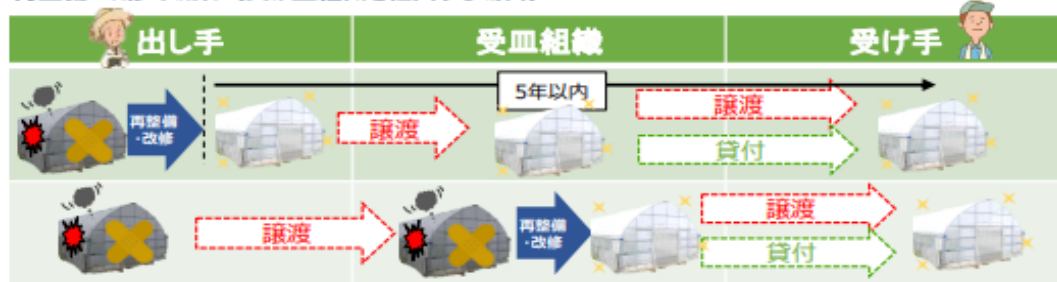 出し手 受皿組織 受け手
5年以内
再整備
・改修
譲渡
譲渡
貸付
譲渡
再整備
・改修
譲渡
貸付